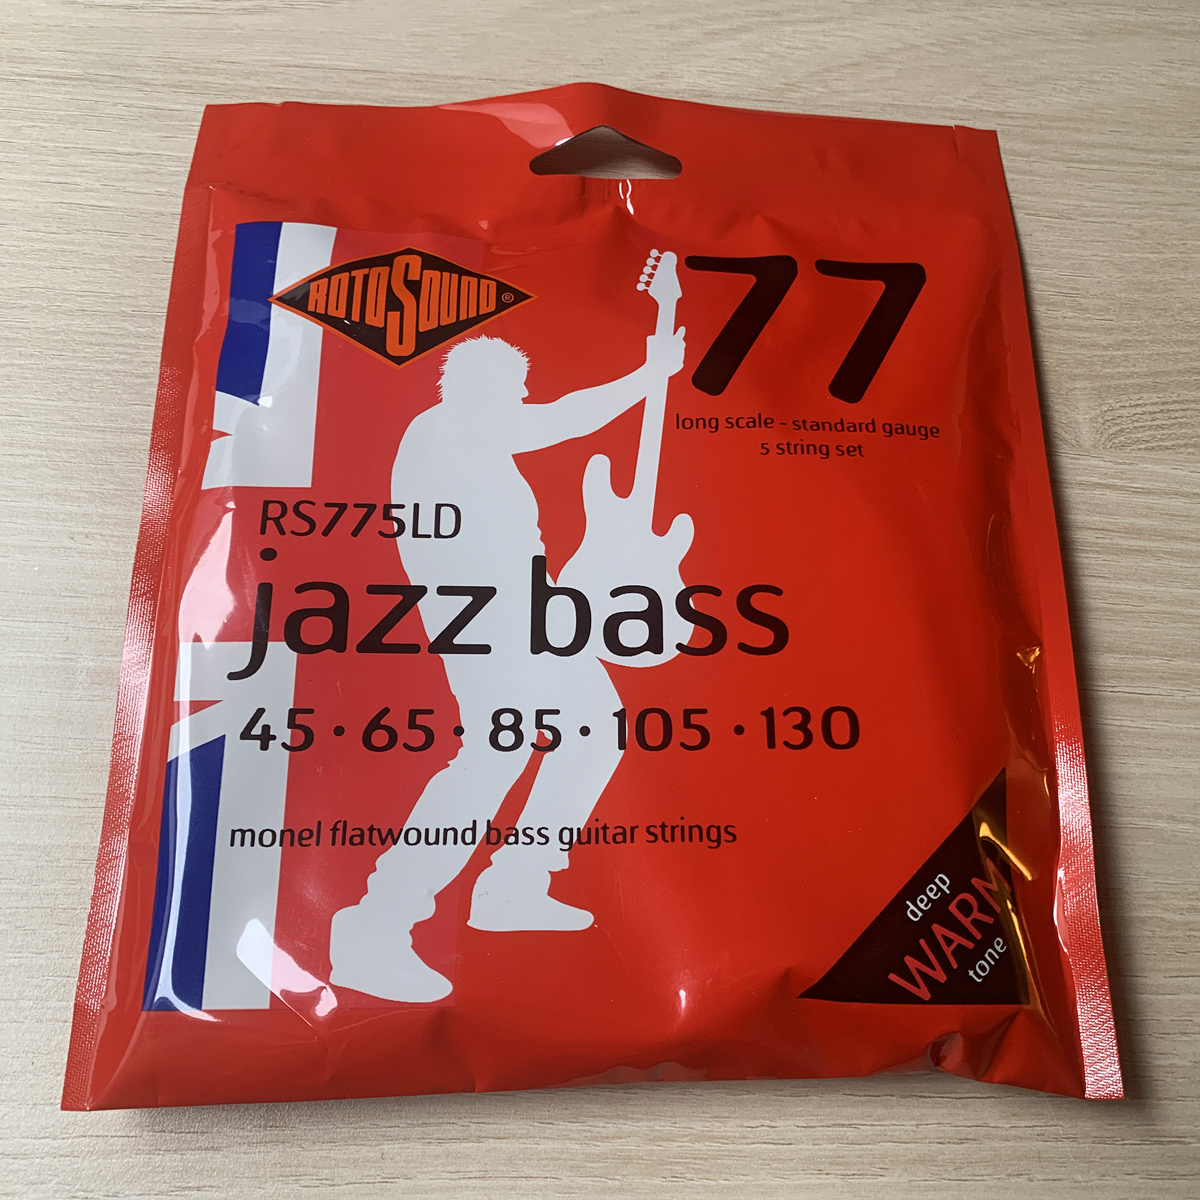 ROTOSOUND®
77
long scale - standard gauge
5 string set
RS775LD
jazz bass
45 · 65 · 85 · 105 · 130
monel flatwound bass guitar strings
deep
WARM
tone